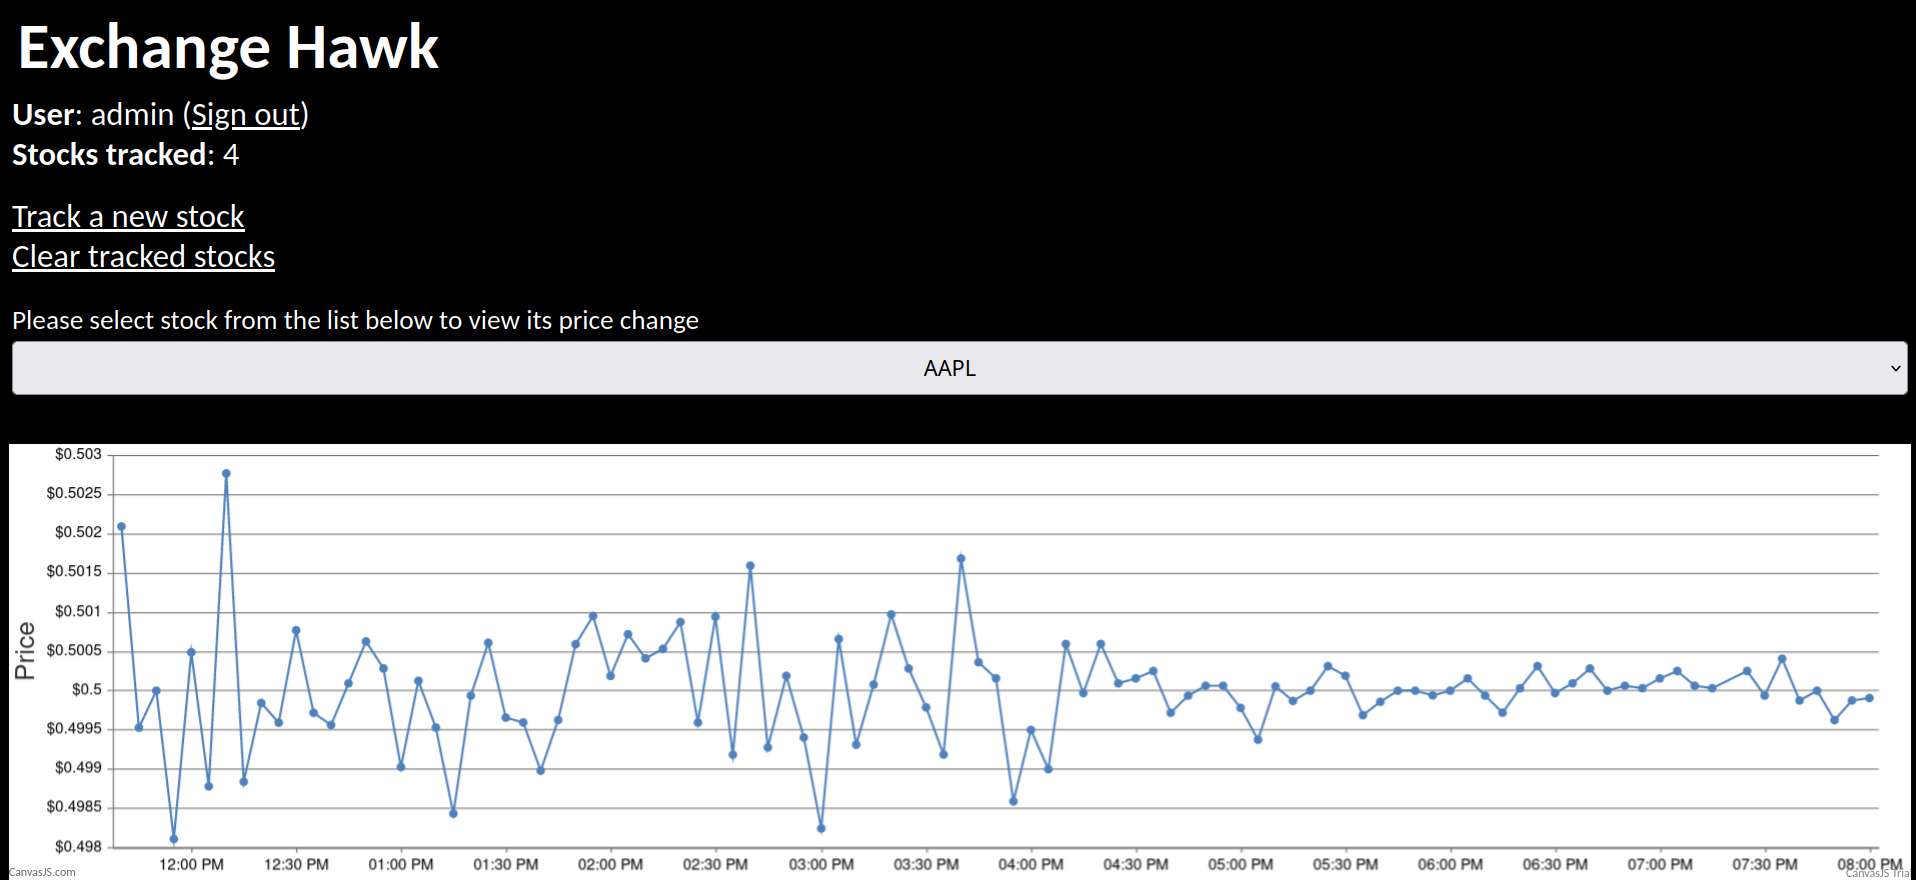 Exchange Hawk
User: admin (Sign out)
Stocks tracked: 4
Track a new stock
Clear tracked stocks
Please select stock from the list below to view its price change
AAPL
Price
$0.503
$0.5025
$0.502
$0.5015
$0.501
$0.5005
$0.5
$0.4995
$0.499
$0.4985
$0.498
12:00 PM 12:30 PM 01:00 PM 01:30 PM 02:00 PM 02:30 PM 03:00 PM 03:30 PM 04:00 PM 04:30 PM 05:00 PM 05:30 PM 06:00 PM 06:30 PM 07:00 PM 07:30 PM 08:00 PM
CanvasJS.com
CanvasJS Trial